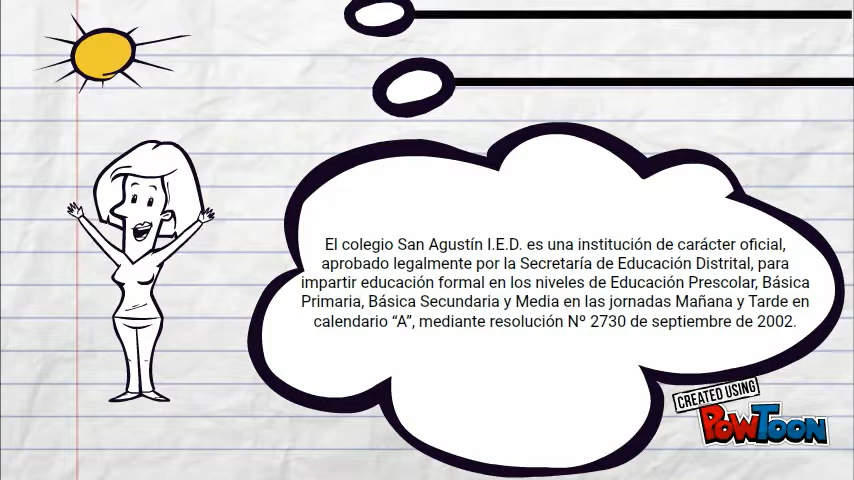 El colegio San Agustín I.E.D. es una institución de carácter oficial,
aprobado legalmente por la Secretaría de Educación Distrital, para
impartir educación formal en los niveles de Educación Prescolar, Básica
Primaria, Básica Secundaria y Media en las jornadas Mañana y Tarde en
calendario “A”, mediante resolución Nº 2730 de septiembre de 2002.
CREATED USING
POWTOON